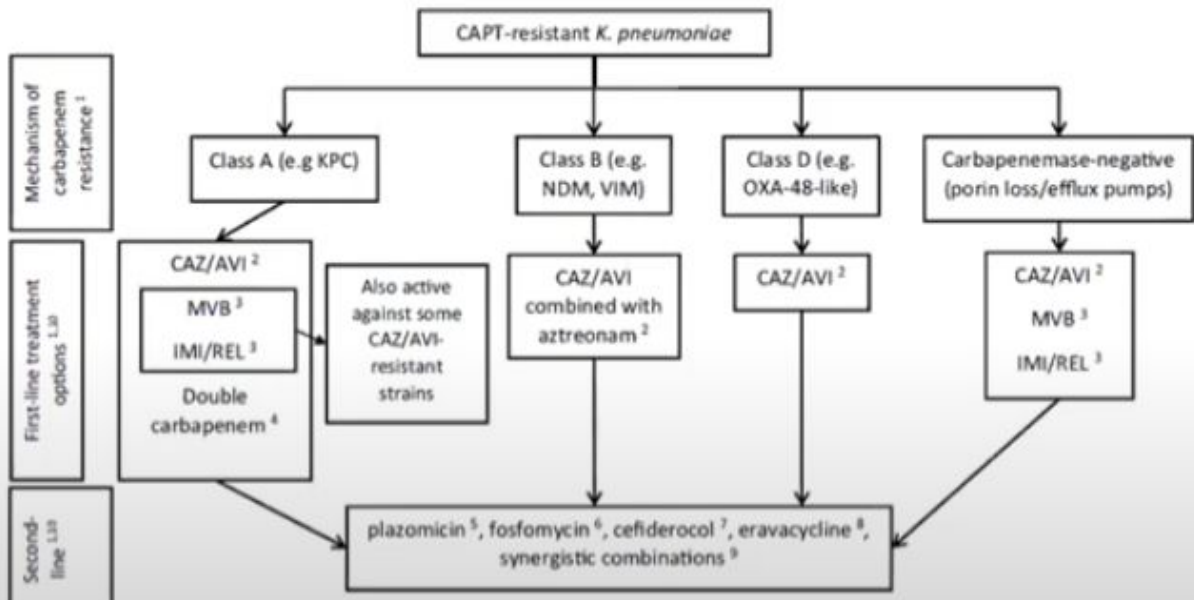 CAPT-resistant K. pneumoniae
Mechanism of
carbapenem
resistance 1
Class A (e.g KPC)
Class B (e.g.
NDM, VIM)
Class D (e.g.
OXA-48-like)
Carbapenemase-negative
(porin loss/efflux pumps)
First-line treatment
options 1,10
CAZ/AVI 2
MVB 3
IMI/REL 3
Double
carbapenem 4
Also active
against some
CAZ/AVI-
resistant
strains
CAZ/AVI
combined with
aztreonam 2
CAZ/AVI 2
CAZ/AVI 2
MVB 3
IMI/REL 3
Second-
line 1,10
plazomicin 5, fosfomycin 6, cefiderocol 7, eravacycline 8,
synergistic combinations 9